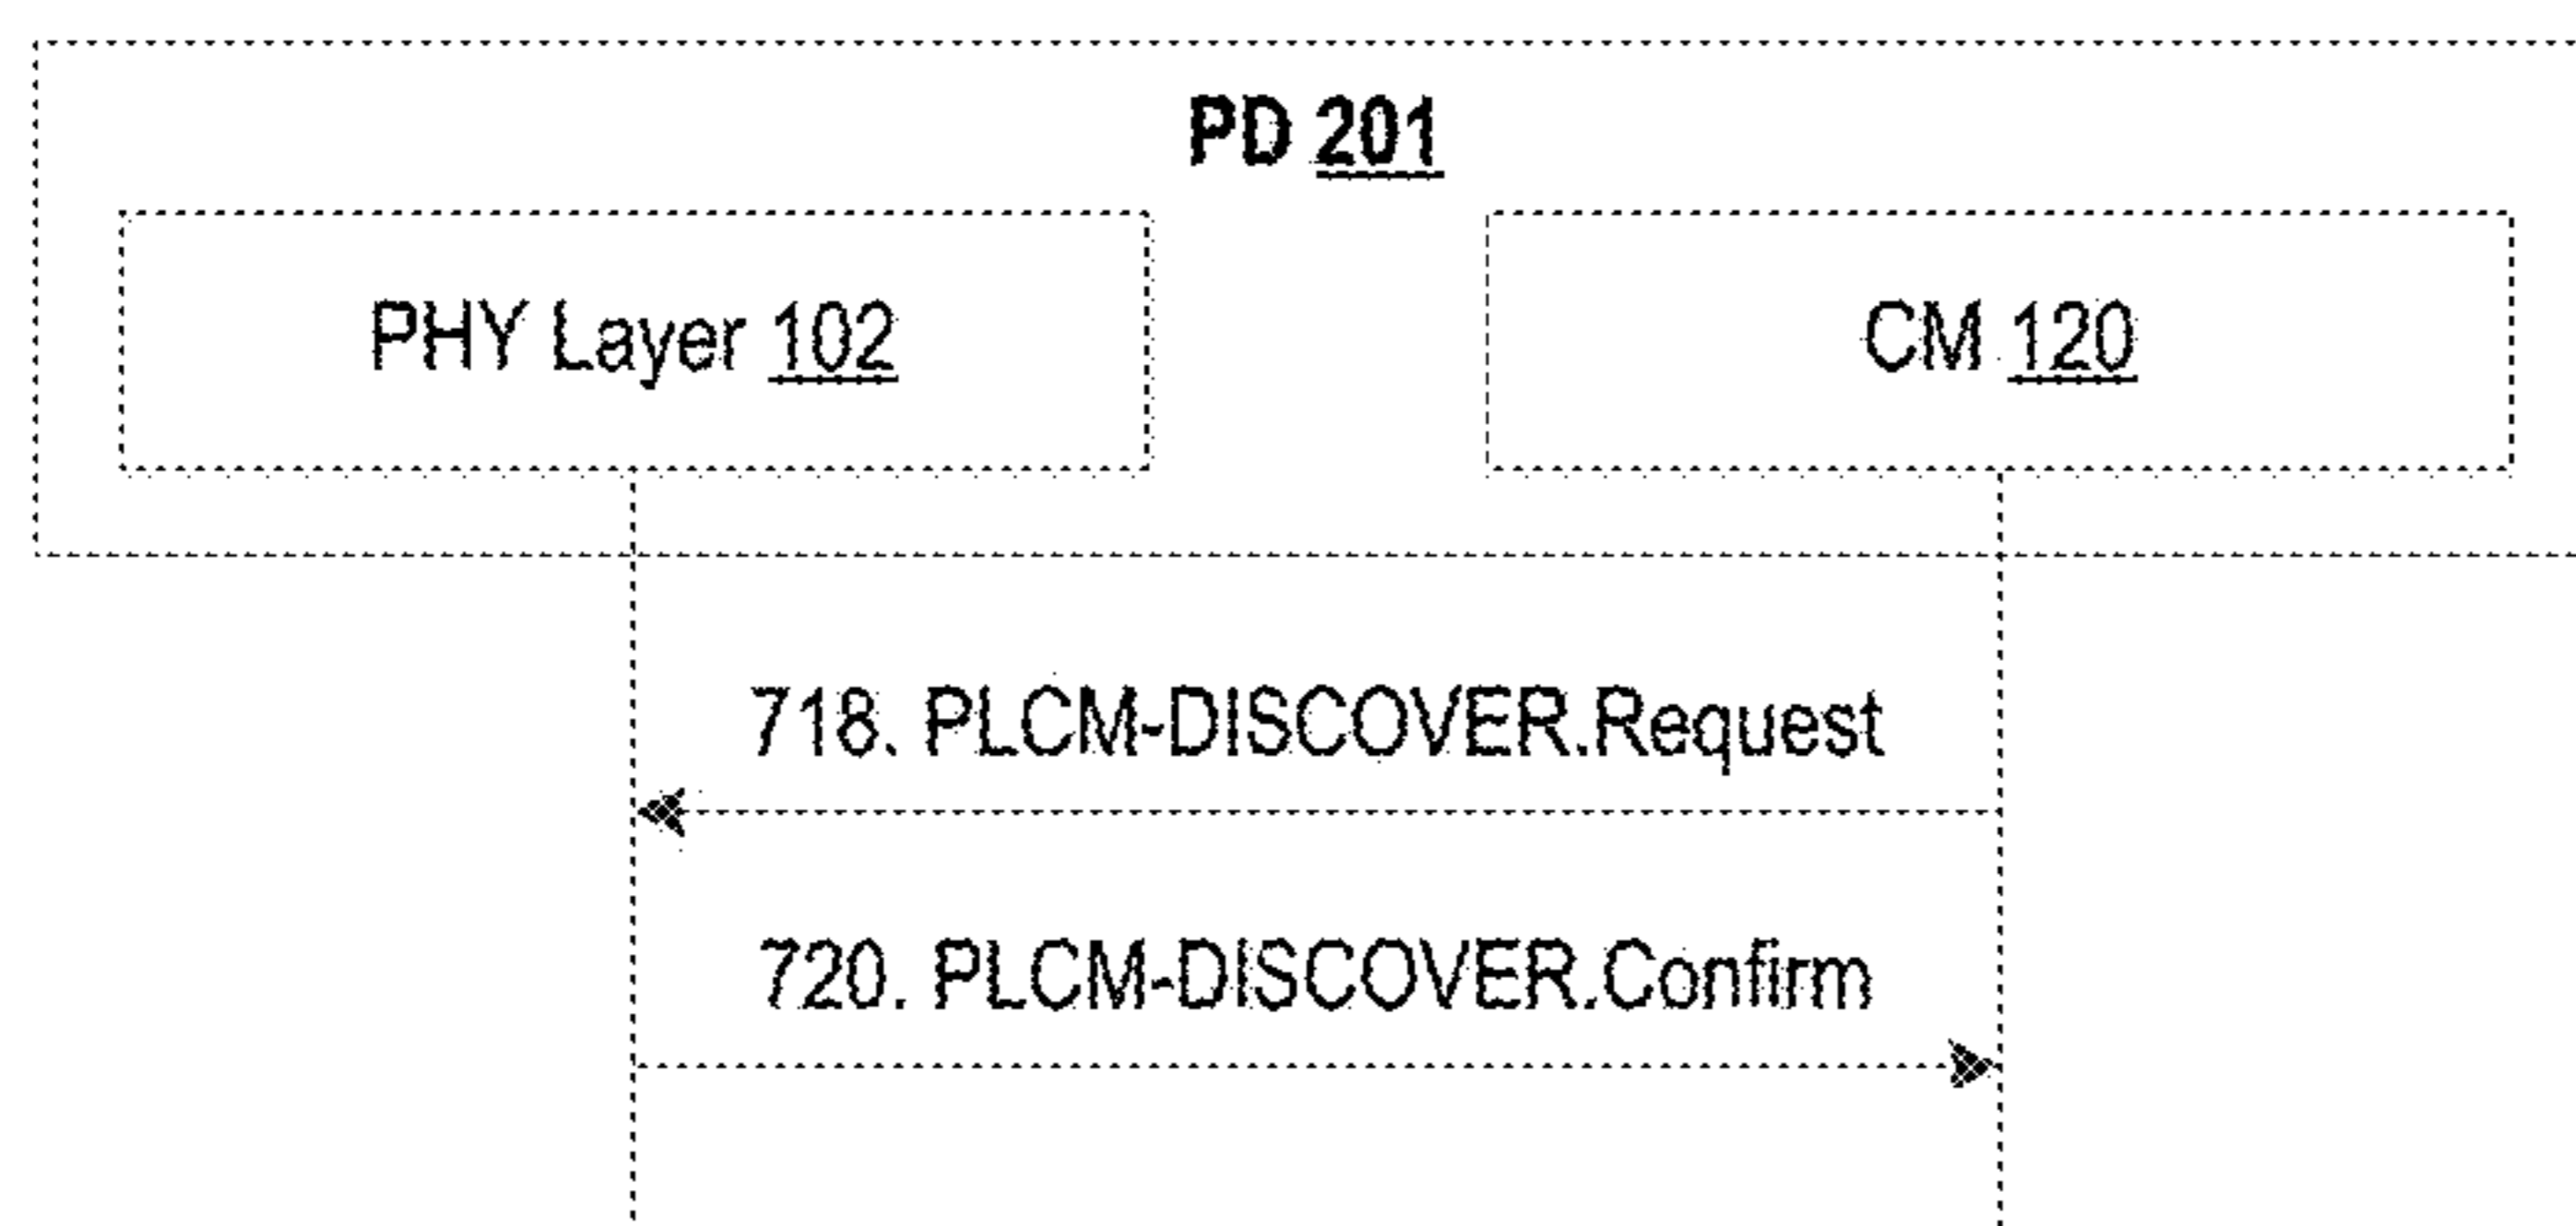 PD 201
PHY Layer 102
CM 120
718. PLCM-DISCOVER.Request
720. PLCM-DISCOVER.Confirm